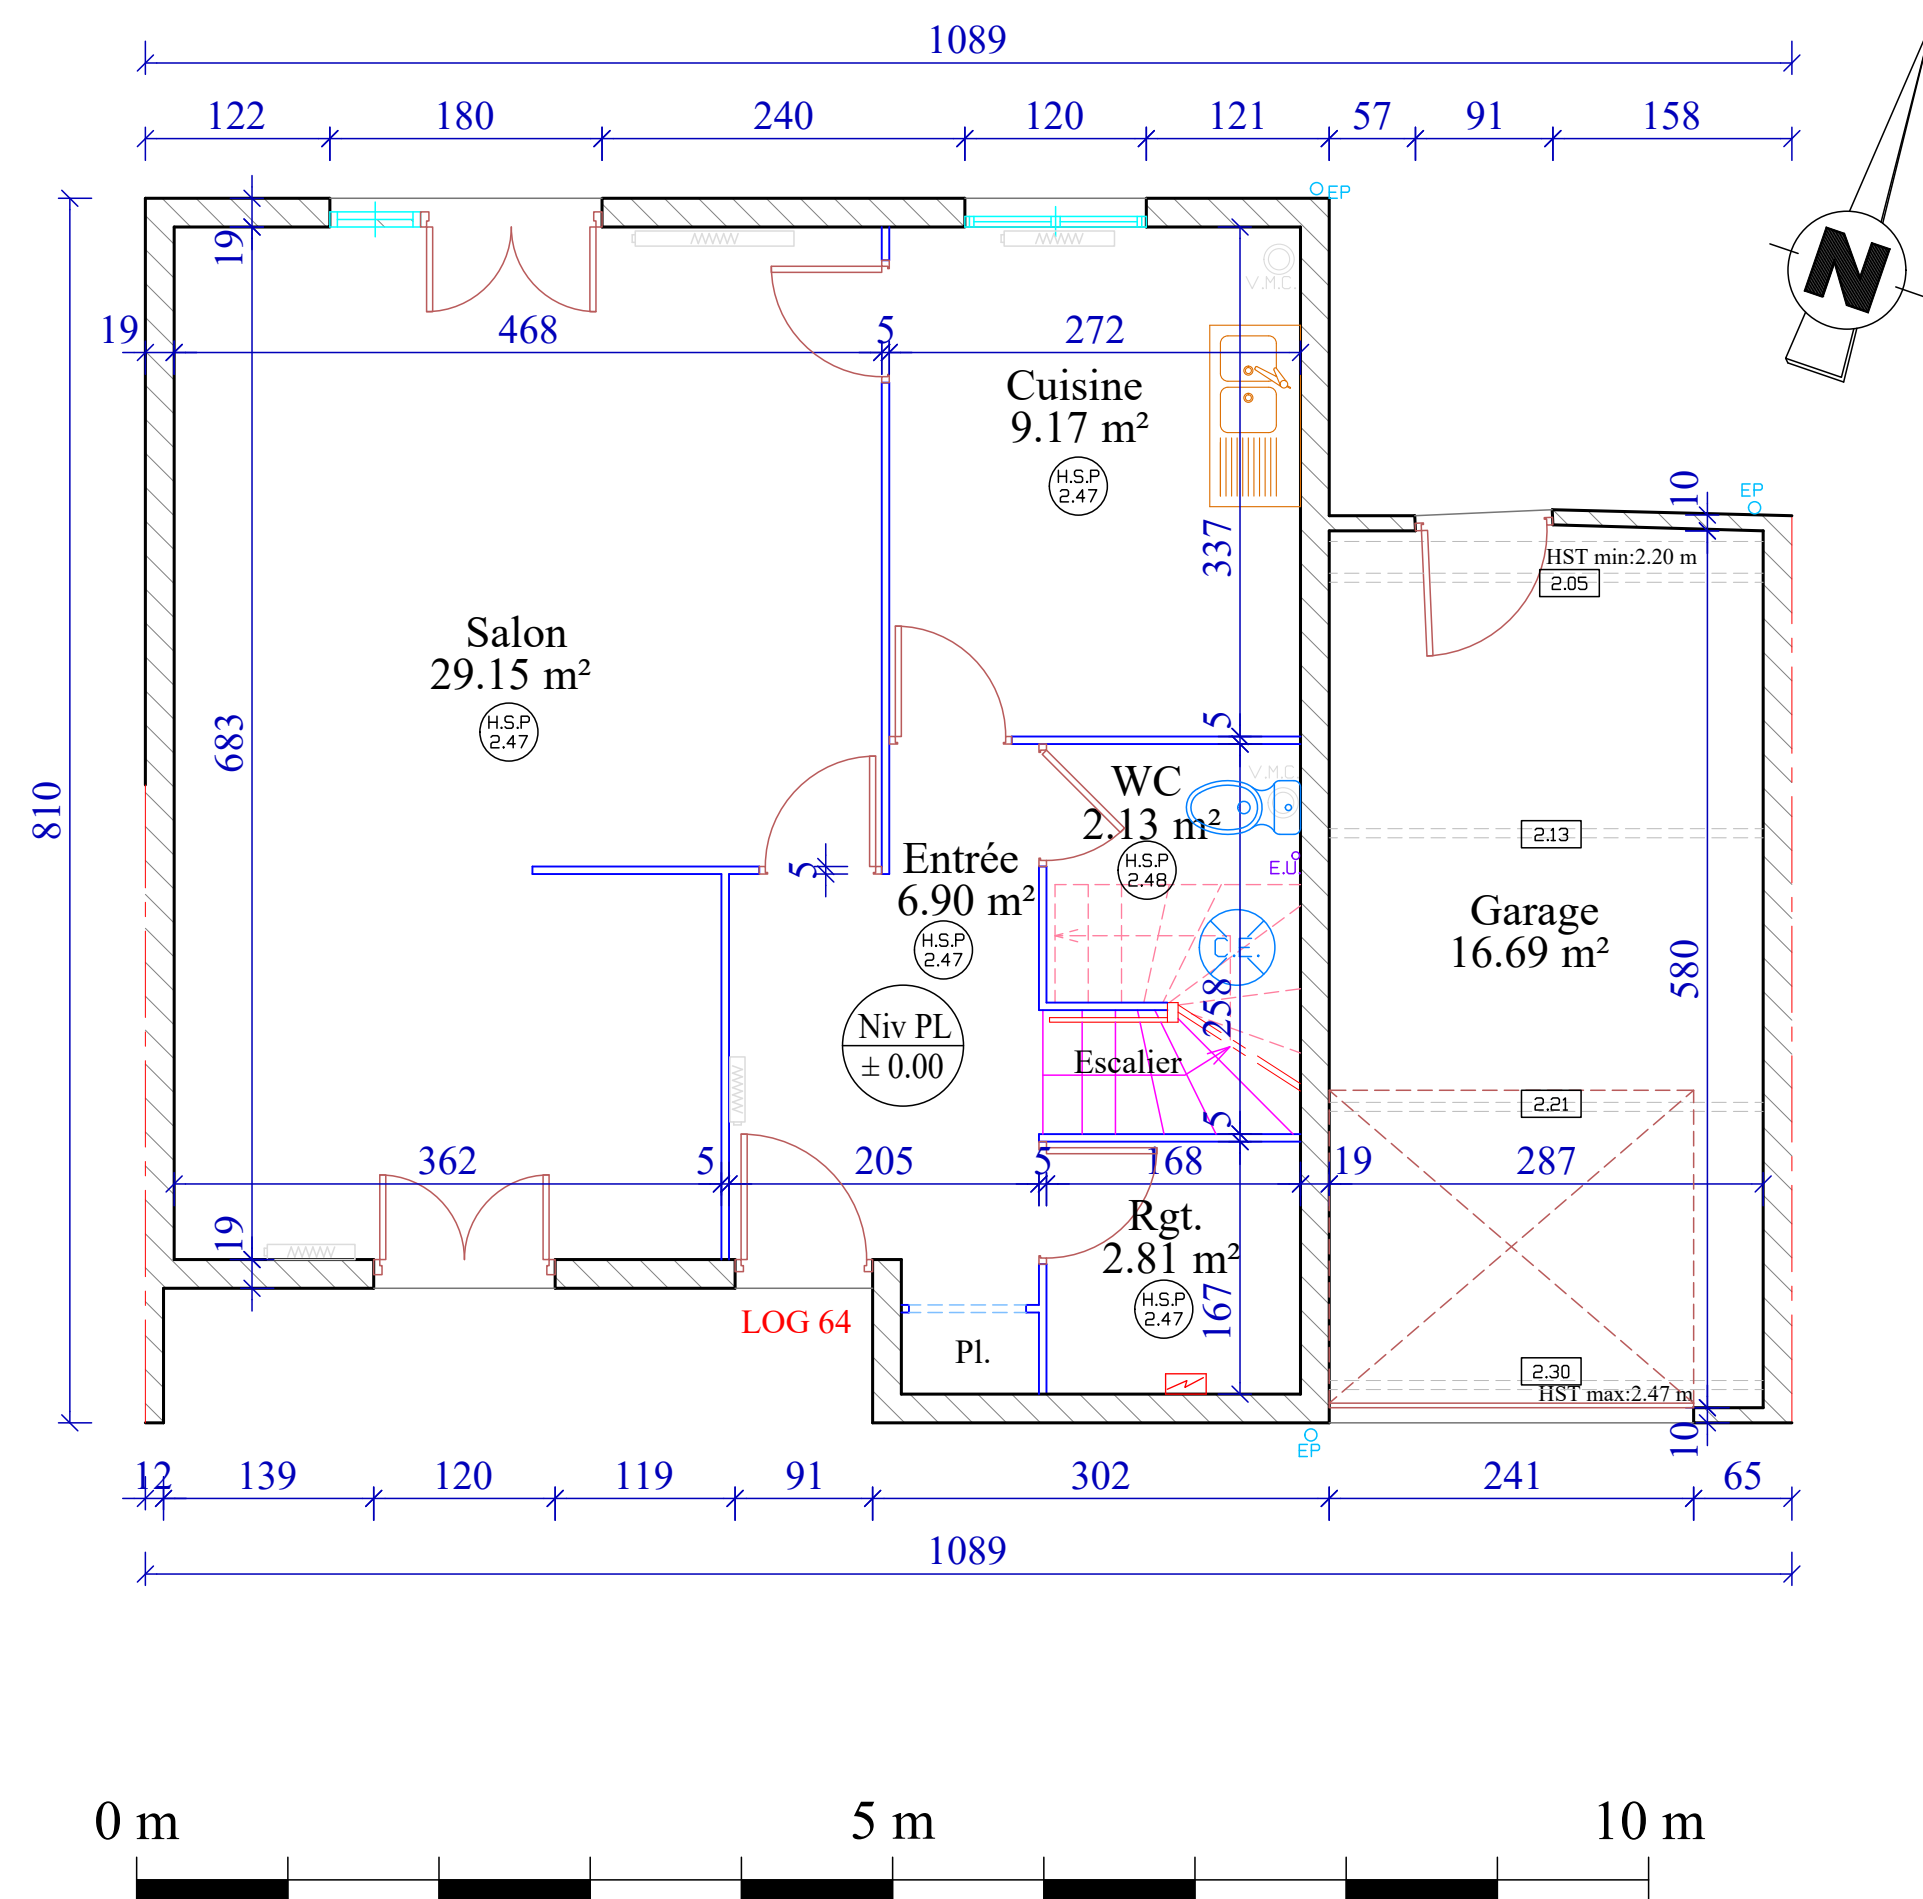 1089
122 180 240 120 121 57 91 158
EP
19
V.M.C.
N
19 468 5 272
Cuisine
9.17 m²
H.S.P
2.47
10
EP
337
HST min:2.20 m
2.05
Salon
29.15 m²
H.S.P
2.47
683
5
WC
V.M.C.
2.13 m²
H.S.P
2.48
E.U.
810
2.13
5
Entrée
6.90 m²
H.S.P
2.47
Garage
16.69 m²
580
C.E.
258
Niv PL
± 0.00
Escalier
2.21
5
362 5 205 5 168 19 287
Rgt.
2.81 m²
H.S.P
2.47
19
167
LOG 64
Pl.
2.30
HST max:2.47 m
10
EP
12 139 120 119 91 302 241 65
1089
0 m 5 m 10 m